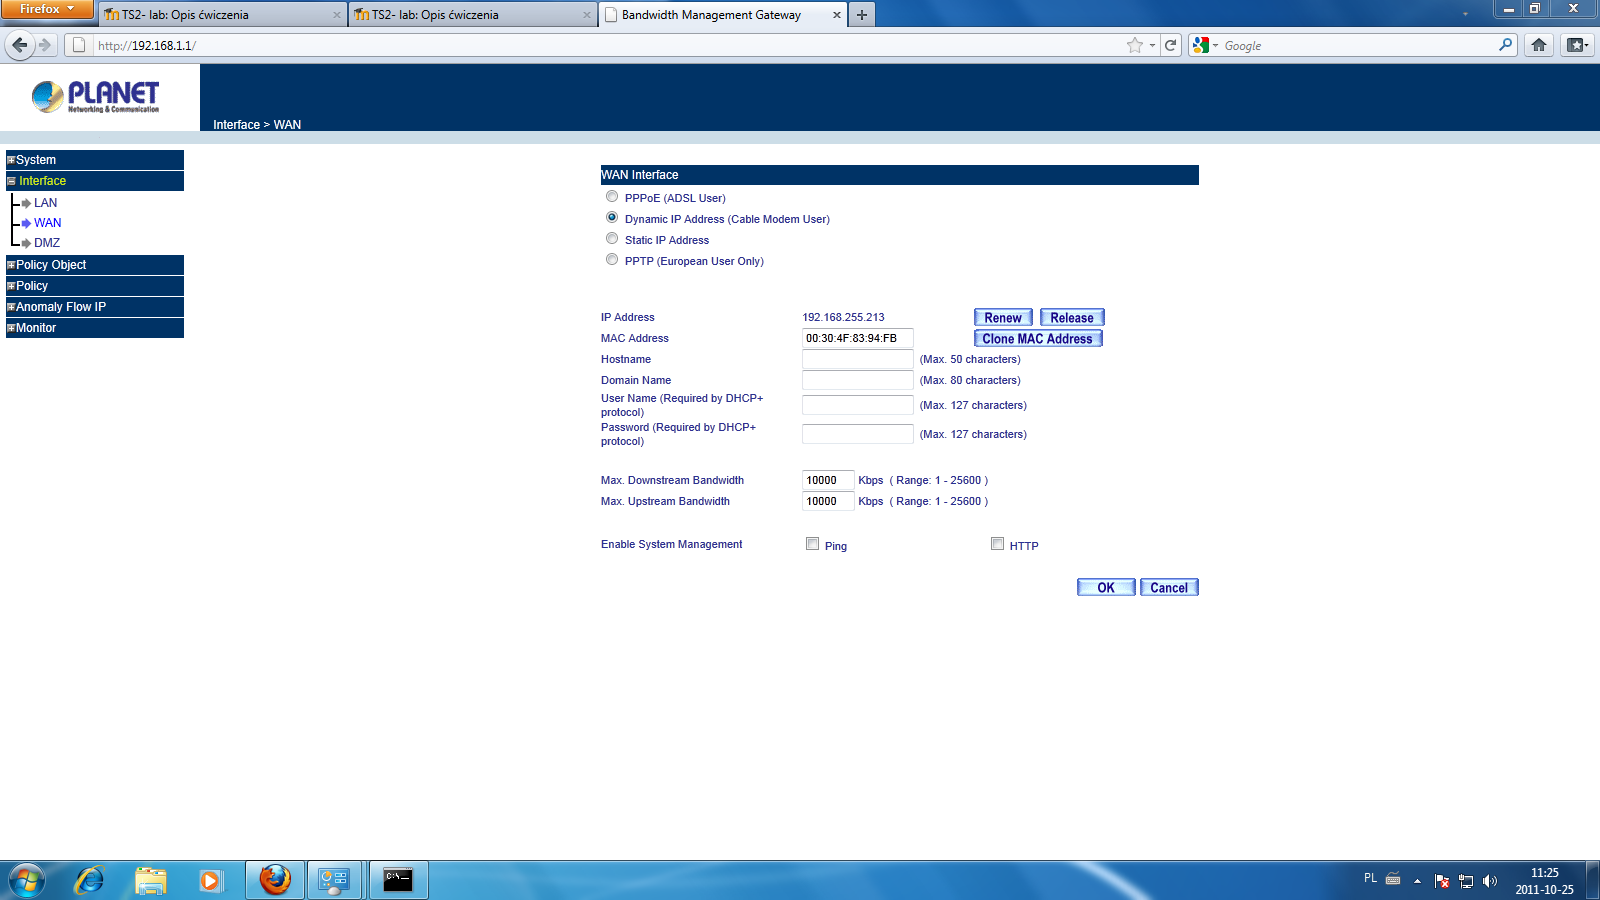 Firefox
TS2- lab: Opis ćwiczenia
TS2- lab: Opis ćwiczenia
Bandwidth Management Gateway
http://192.168.1.1/
Google
PLANET
Networking & Communication
Interface > WAN
System
Interface
LAN
WAN
DMZ
Policy Object
Policy
Anomaly Flow IP
Monitor
WAN Interface
PPPoE (ADSL User)
Dynamic IP Address (Cable Modem User)
Static IP Address
PPTP (European User Only)
IP Address 192.168.255.213 Renew Release
MAC Address 00:30:4F:83:94:FB Clone MAC Address
Hostname (Max. 50 characters)
Domain Name (Max. 80 characters)
User Name (Required by DHCP+
protocol) (Max. 127 characters)
Password (Required by DHCP+
protocol) (Max. 127 characters)
Max. Downstream Bandwidth 10000 Kbps ( Range: 1 - 25600 )
Max. Upstream Bandwidth 10000 Kbps ( Range: 1 - 25600 )
Enable System Management Ping HTTP
OK Cancel
C:\_
PL
11:25
2011-10-25